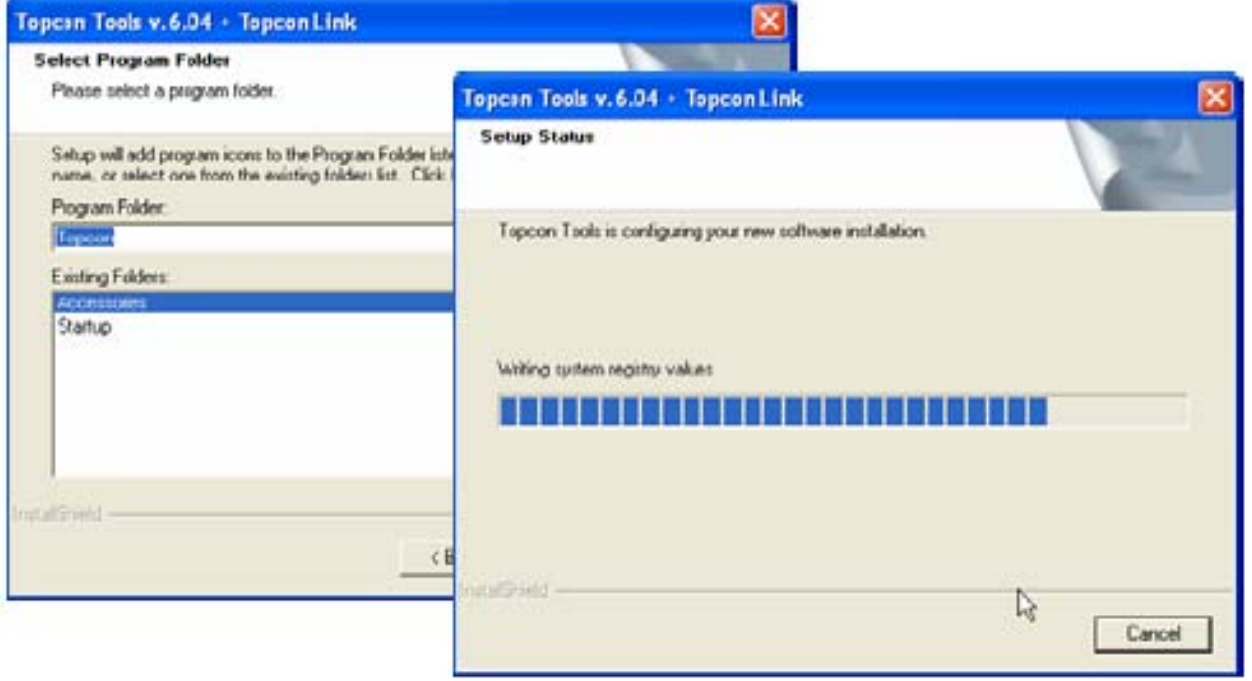 Topcon Tools v.6.04 + Topcon Link
Select Program Folder
Please select a program folder.
Setup will add program icons to the Program Folder liste
name, or select one from the existing folders list. Click
Program Folder:
Topcon
Existing Folders:
Accessories
Startup
InstallShield
<
Topcon Tools v.6.04 + Topcon Link
Setup Status
Topcon Tools is configuring your new software installation.
Writing system registry values
InstallShield
Cancel